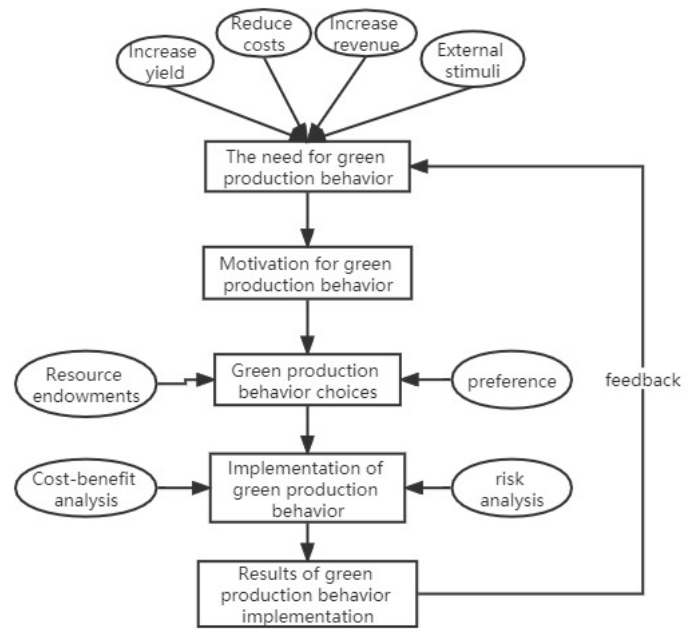 Increase
yield
Reduce
costs
Increase
revenue
External
stimuli
The need for green
production behavior
Motivation for green
production behavior
Resource
endowments
Green production
behavior choices
preference
feedback
Cost-benefit
analysis
Implementation of
green production
behavior
risk
analysis
Results of green
production behavior
implementation